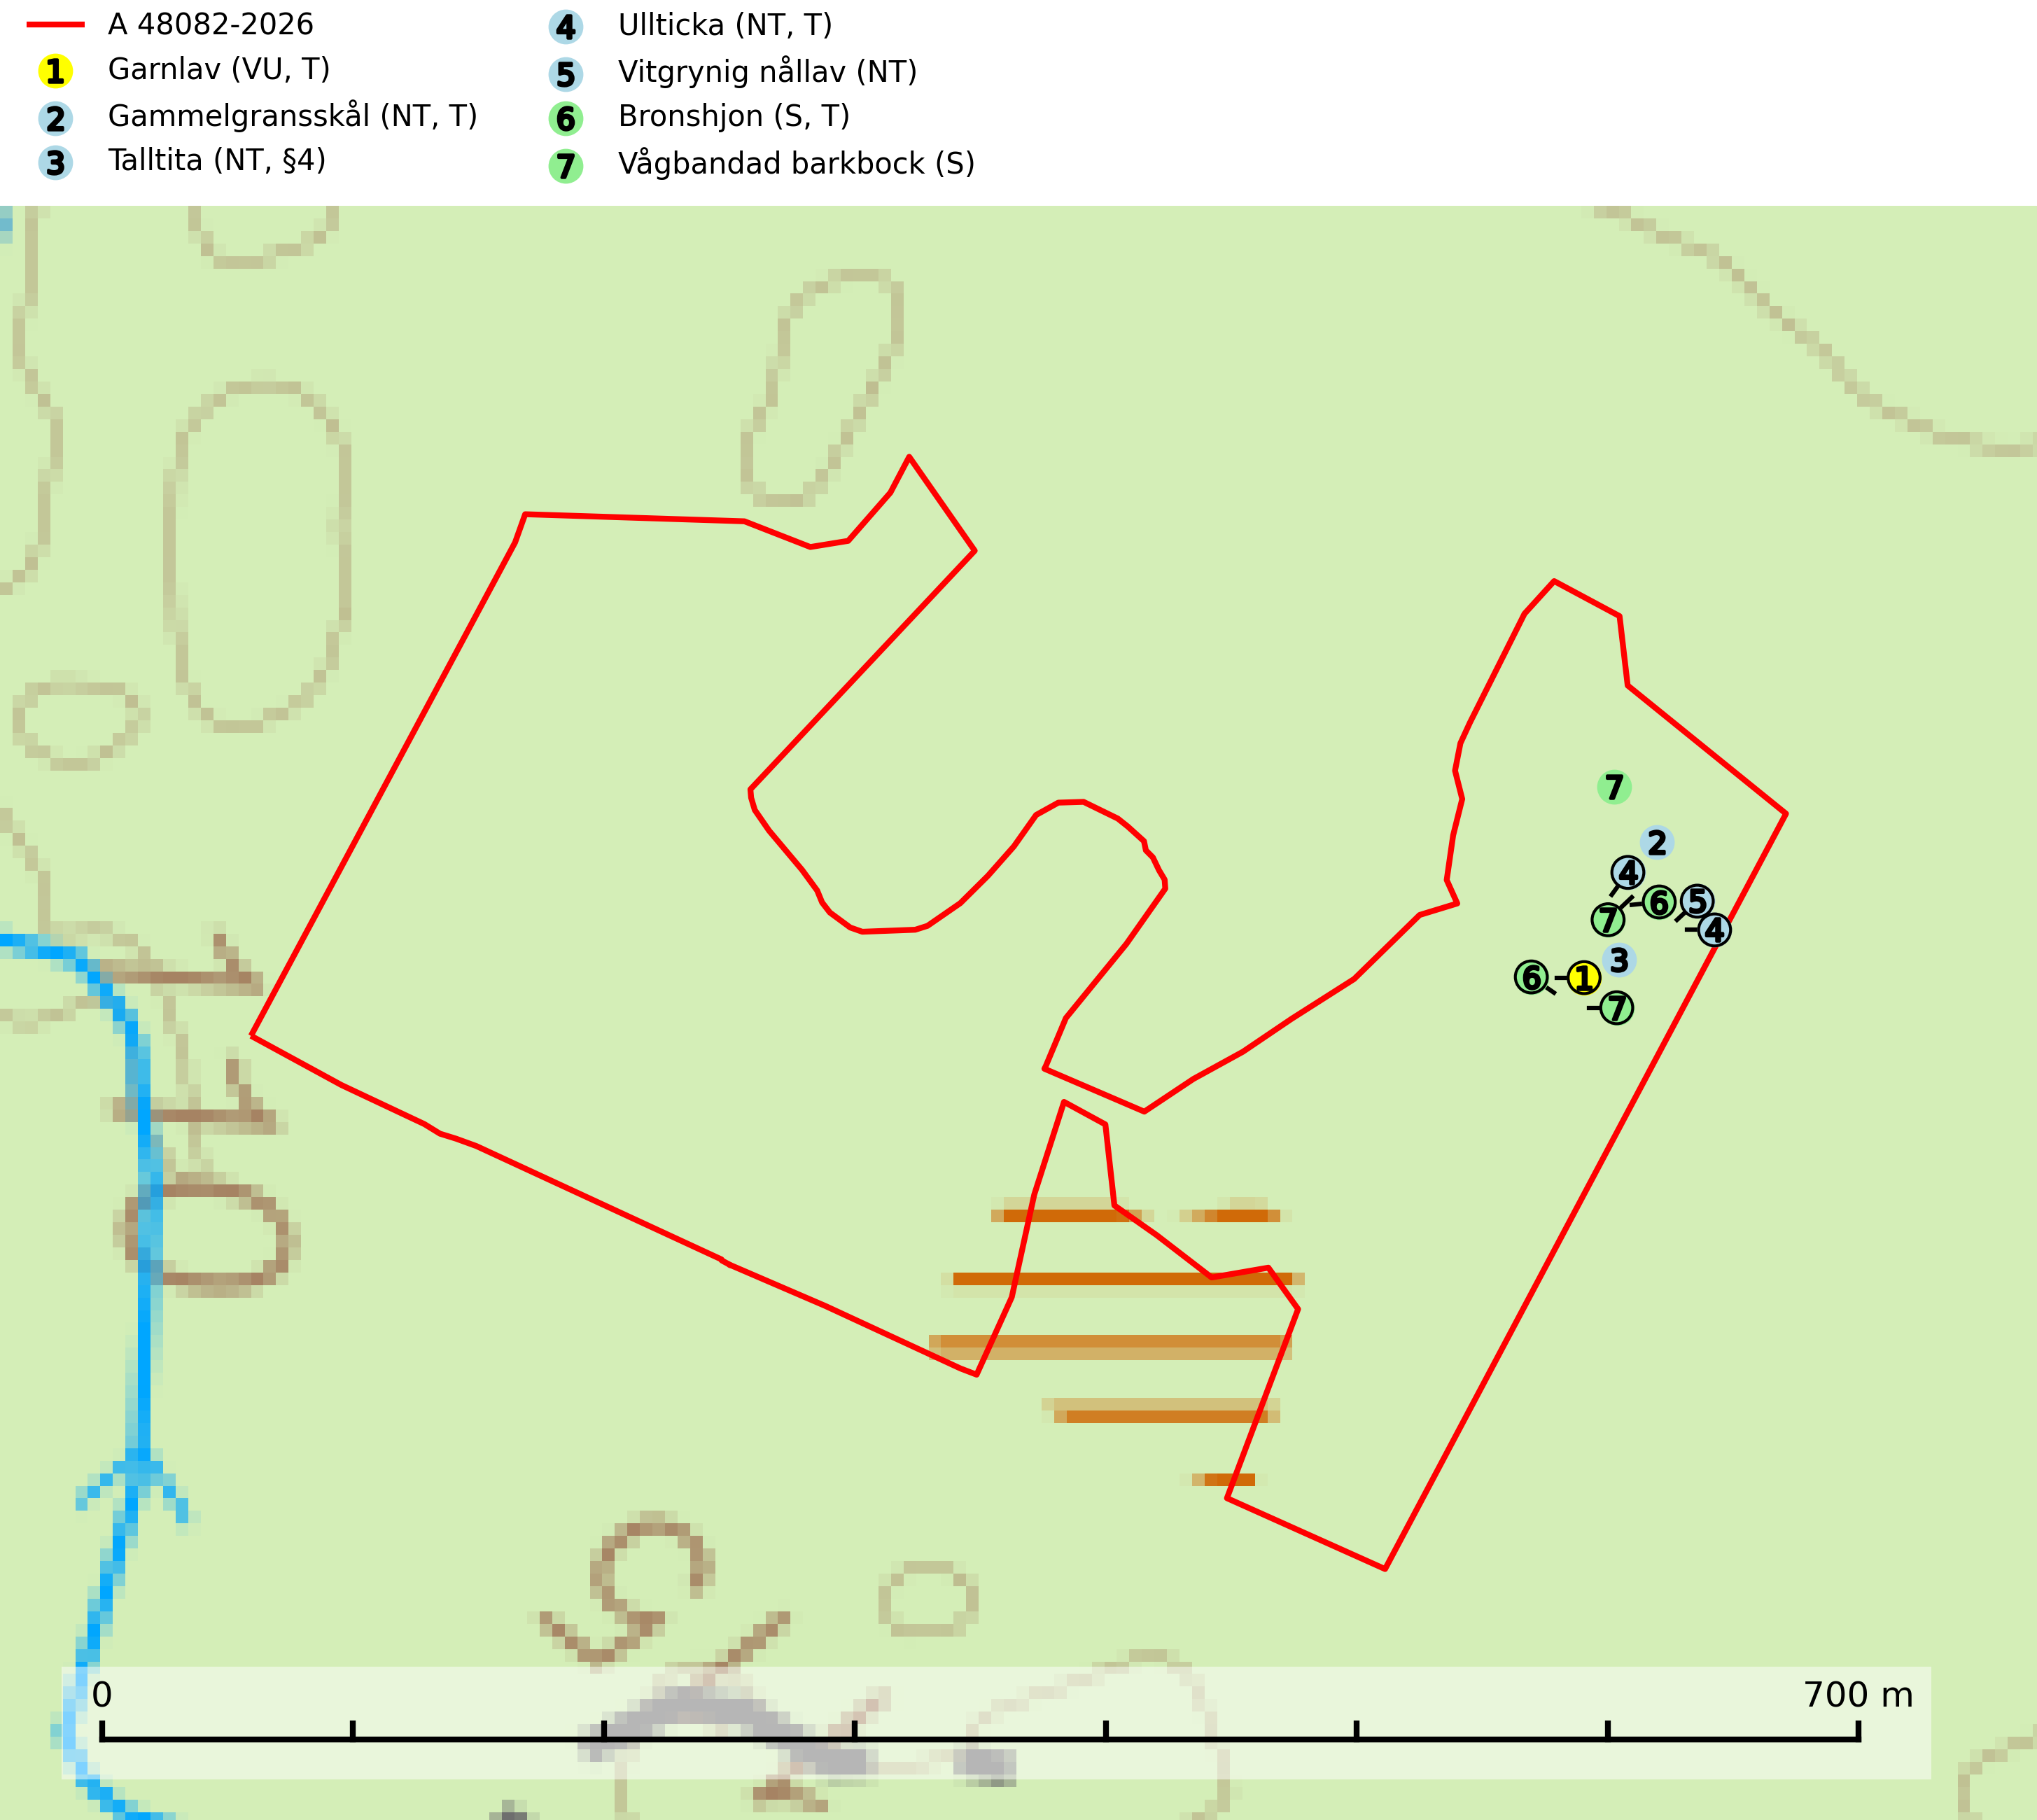 A 48082-2026
1 Garnlav (VU, T)
2 Gammelgransskål (NT, T)
3 Talltita (NT, §4)
4 Ullticka (NT, T)
5 Vitgrynig nållav (NT)
6 Bronshjon (S, T)
7 Vågbandad barkbock (S)
7
2
4
6 5
7 4
3
6 1
7
0 700 m